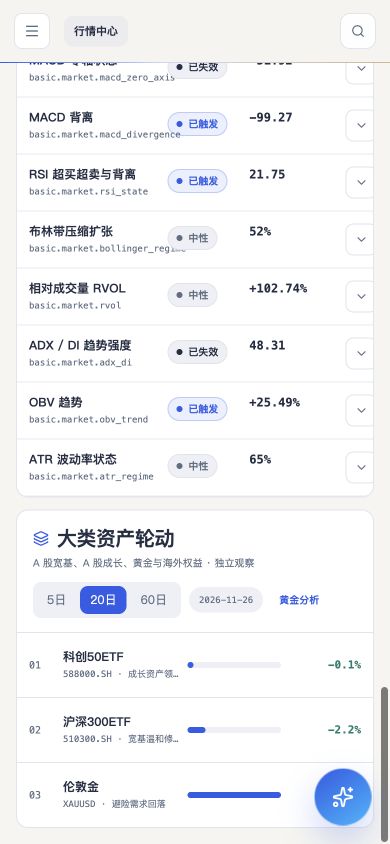 行情中心
已失效
basic.market.macd_zero_axis
MACD 背离
已触发
-99.27
basic.market.macd_divergence
RSI 超买超卖与背离
已触发
21.75
basic.market.rsi_state
布林带压缩扩张
中性
52%
basic.market.bollinger_regime
相对成交量 RVOL
中性
+102.74%
basic.market.rvol
ADX / DI 趋势强度
已失效
48.31
basic.market.adx_di
OBV 趋势
已触发
+25.49%
basic.market.obv_trend
ATR 波动率状态
中性
65%
basic.market.atr_regime
大类资产轮动
A 股宽基、A 股成长、黄金与海外权益 · 独立观察
5日
20日
60日
2026-11-26
黄金分析
01
科创50ETF
588000.SH · 成长资产领…
-0.1%
02
沪深300ETF
510300.SH · 宽基温和修…
-2.2%
03
伦敦金
XAUUSD · 避险需求回落